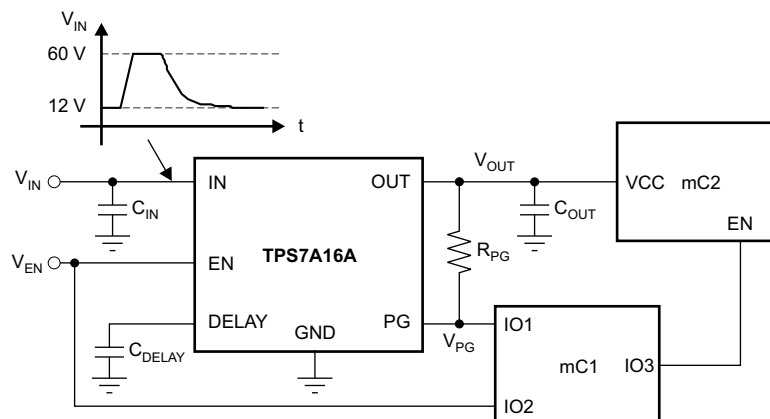 V_IN
60 V
12 V
t
V_IN
C_IN
IN
OUT
V_OUT
C_OUT
VCC
mC2
EN
V_EN
EN
TPS7A16A
R_PG
DELAY
GND
PG
V_PG
C_DELAY
IO1
mC1
IO3
IO2